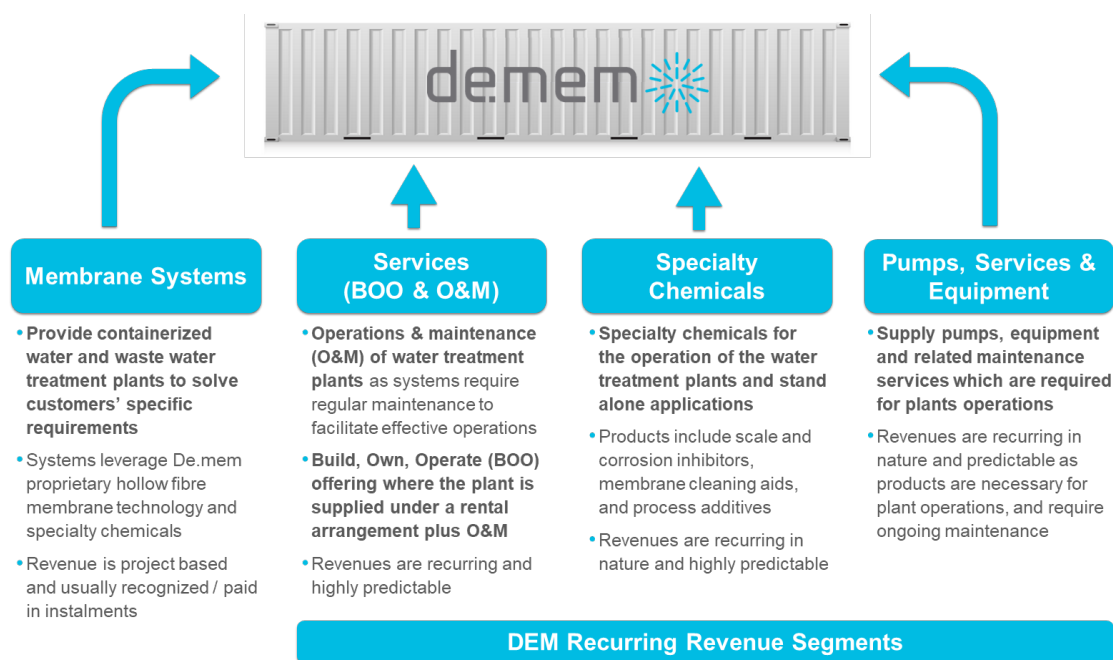 de.mem
Membrane Systems
• Provide containerized
water and waste water
treatment plants to solve
customers’ specific
requirements
• Systems leverage De.mem
proprietary hollow fibre
membrane technology and
specialty chemicals
• Revenue is project based
and usually recognized / paid
in instalments
Services
(BOO & O&M)
• Operations & maintenance
(O&M) of water treatment
plants as systems require
regular maintenance to
facilitate effective operations
• Build, Own, Operate (BOO)
offering where the plant is
supplied under a rental
arrangement plus O&M
• Revenues are recurring and
highly predictable
Specialty
Chemicals
• Specialty chemicals for
the operation of the water
treatment plants and stand
alone applications
• Products include scale and
corrosion inhibitors,
membrane cleaning aids,
and process additives
• Revenues are recurring in
nature and highly predictable
Pumps, Services &
Equipment
• Supply pumps, equipment
and related maintenance
services which are required
for plants operations
• Revenues are recurring in
nature and predictable as
products are necessary for
plant operations, and require
ongoing maintenance
DEM Recurring Revenue Segments